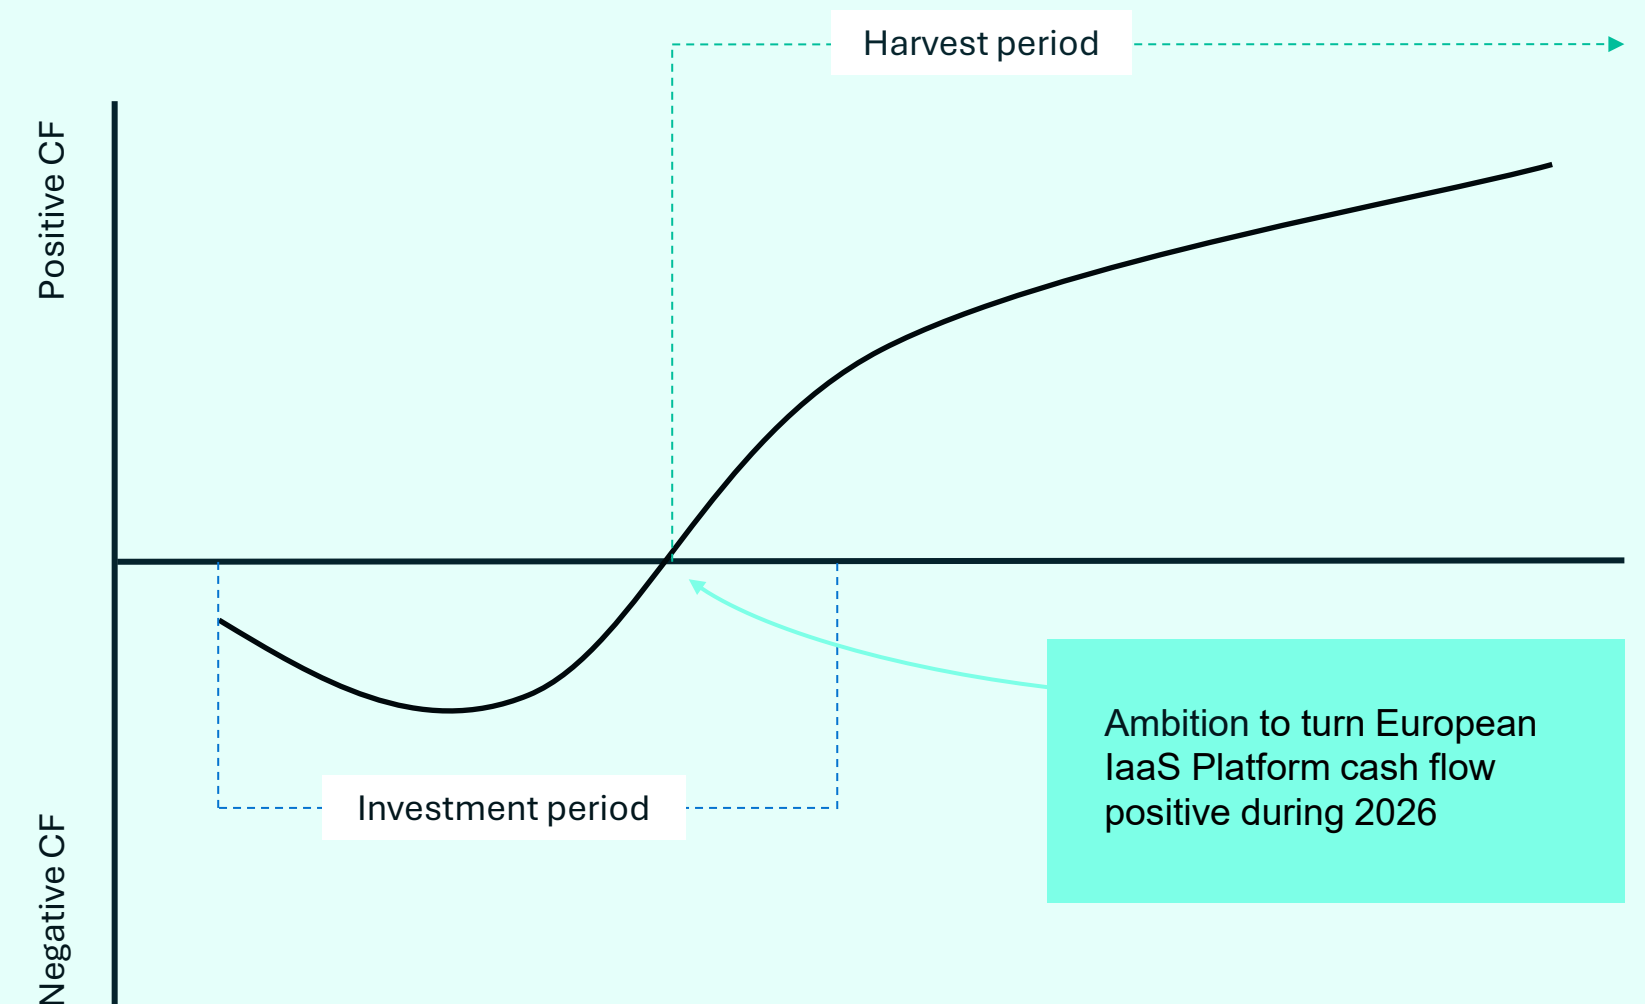 Harvest period
Positive CF
Investment period
Ambition to turn European
IaaS Platform cash flow
positive during 2026
Negative CF